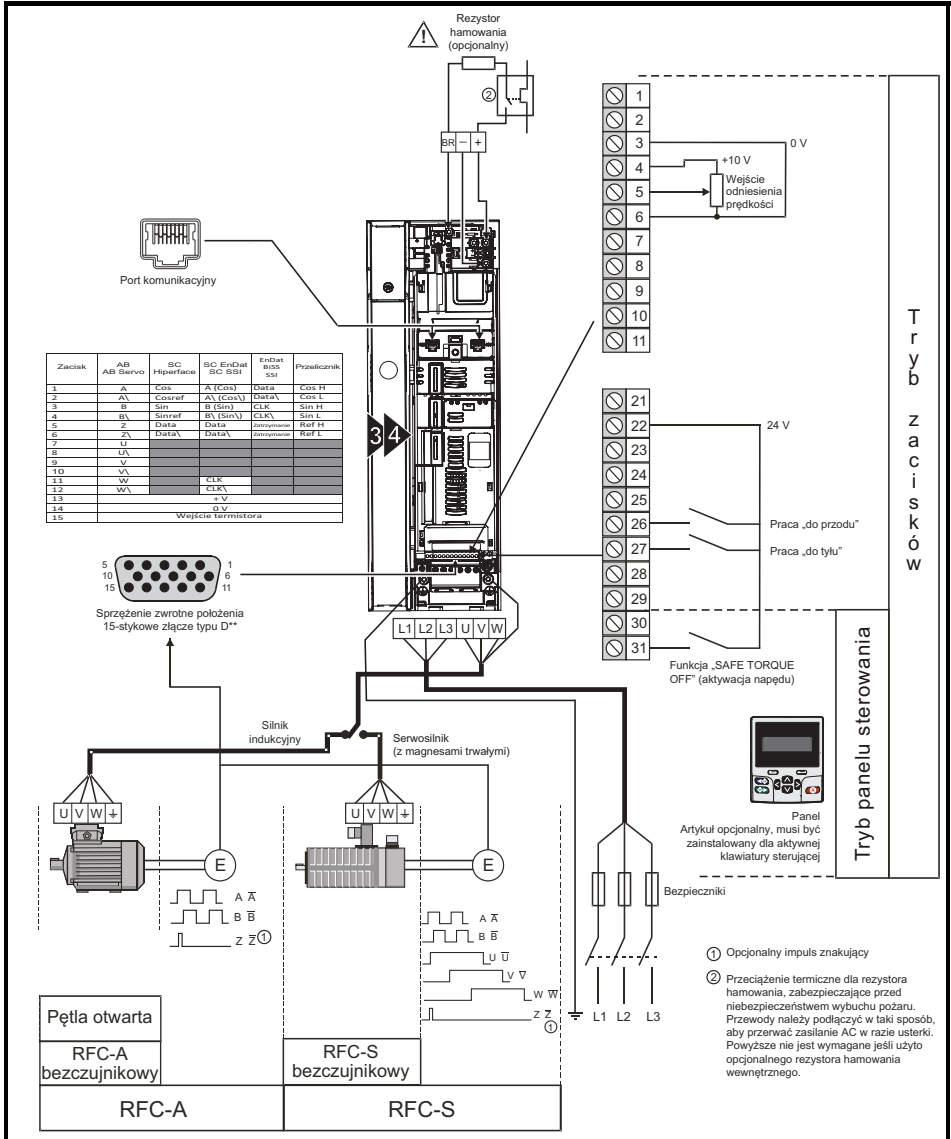 Rezystor
hamowania
(opcjonalny)
②
BR − +
1
2
3
4
5
6
7
8
9
10
11
0 V
+10 V
Wejście
odniesienia
prędkości
Port komunikacyjny
Zacisk AB AB Servo SC Hiperface SC EnDat SC SSI EnDat BiSS SSI Przelicznik
1 A Cos A (Cos) Data Cos H
2 A\ Cosref A\ (Cos\) Data\ Cos L
3 B Sin B (Sin) CLK Sin H
4 B\ Sinref B\ (Sin\) CLK\ Sin L
5 Z Data Data Zatrzymanie Ref H
6 Z\ Data\ Data\ Zatrzymanie Ref L
7 U
8 U\
9 V
10 V\
11 W CLK
12 W\ CLK\
13 + V
14 0 V
15 Wejście termistora
3 4
21
22
23
24
25
26
27
28
29
30
31
24 V
Praca „do przodu”
Praca „do tyłu”
Funkcja „SAFE TORQUE
OFF” (aktywacja napędu)
Tryb zacisków
Tryb panelu sterowania
5 1
10 6
15 11
Sprzężenie zwrotne położenia
15-stykowe złącze typu D**
L1 L2 L3 U V W
Silnik
indukcyjny
Serwosilnik
(z magnesami trwałymi)
U V W
U V W
E
E
Panel
Artykuł opcjonalny, musi być
zainstalowany dla aktywnej
klawiatury sterującej
Bezpieczniki
A A̅
B B̅
Z Z̅ ①
A A̅
B B̅
U U̅
V V̅
W W̅
Z Z̅
①
L1 L2 L3
① Opcjonalny impuls znakujący
② Przeciążenie termiczne dla rezystora
hamowania, zabezpieczające przed
niebezpieczeństwem wybuchu pożaru.
Przewody należy podłączyć w taki sposób,
aby przerwać zasilanie AC w razie usterki.
Powyższe nie jest wymagane jeśli użyto
opcjonalnego rezystora hamowania
wewnętrznego.
Pętla otwarta
RFC-A
bezczujnikowy
RFC-S
bezczujnikowy
RFC-A
RFC-S